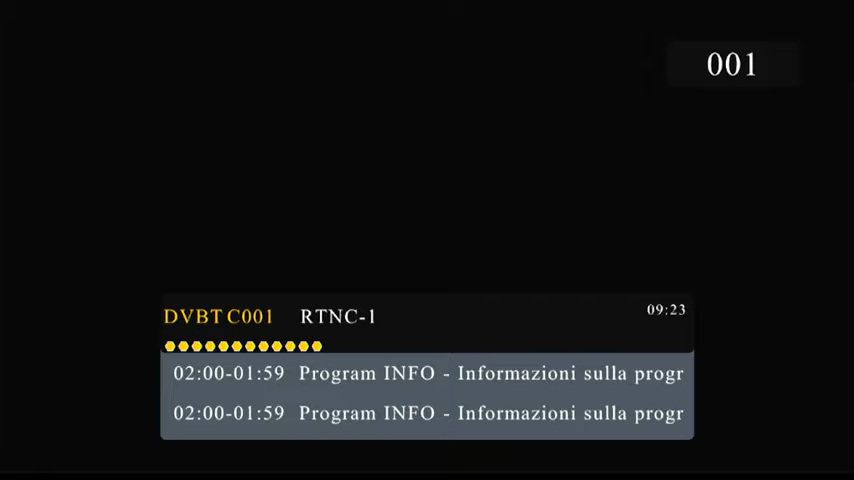 001
DVBT C001 RTNC-1 09:23
02:00-01:59 Program INFO - Informazioni sulla progr
02:00-01:59 Program INFO - Informazioni sulla progr